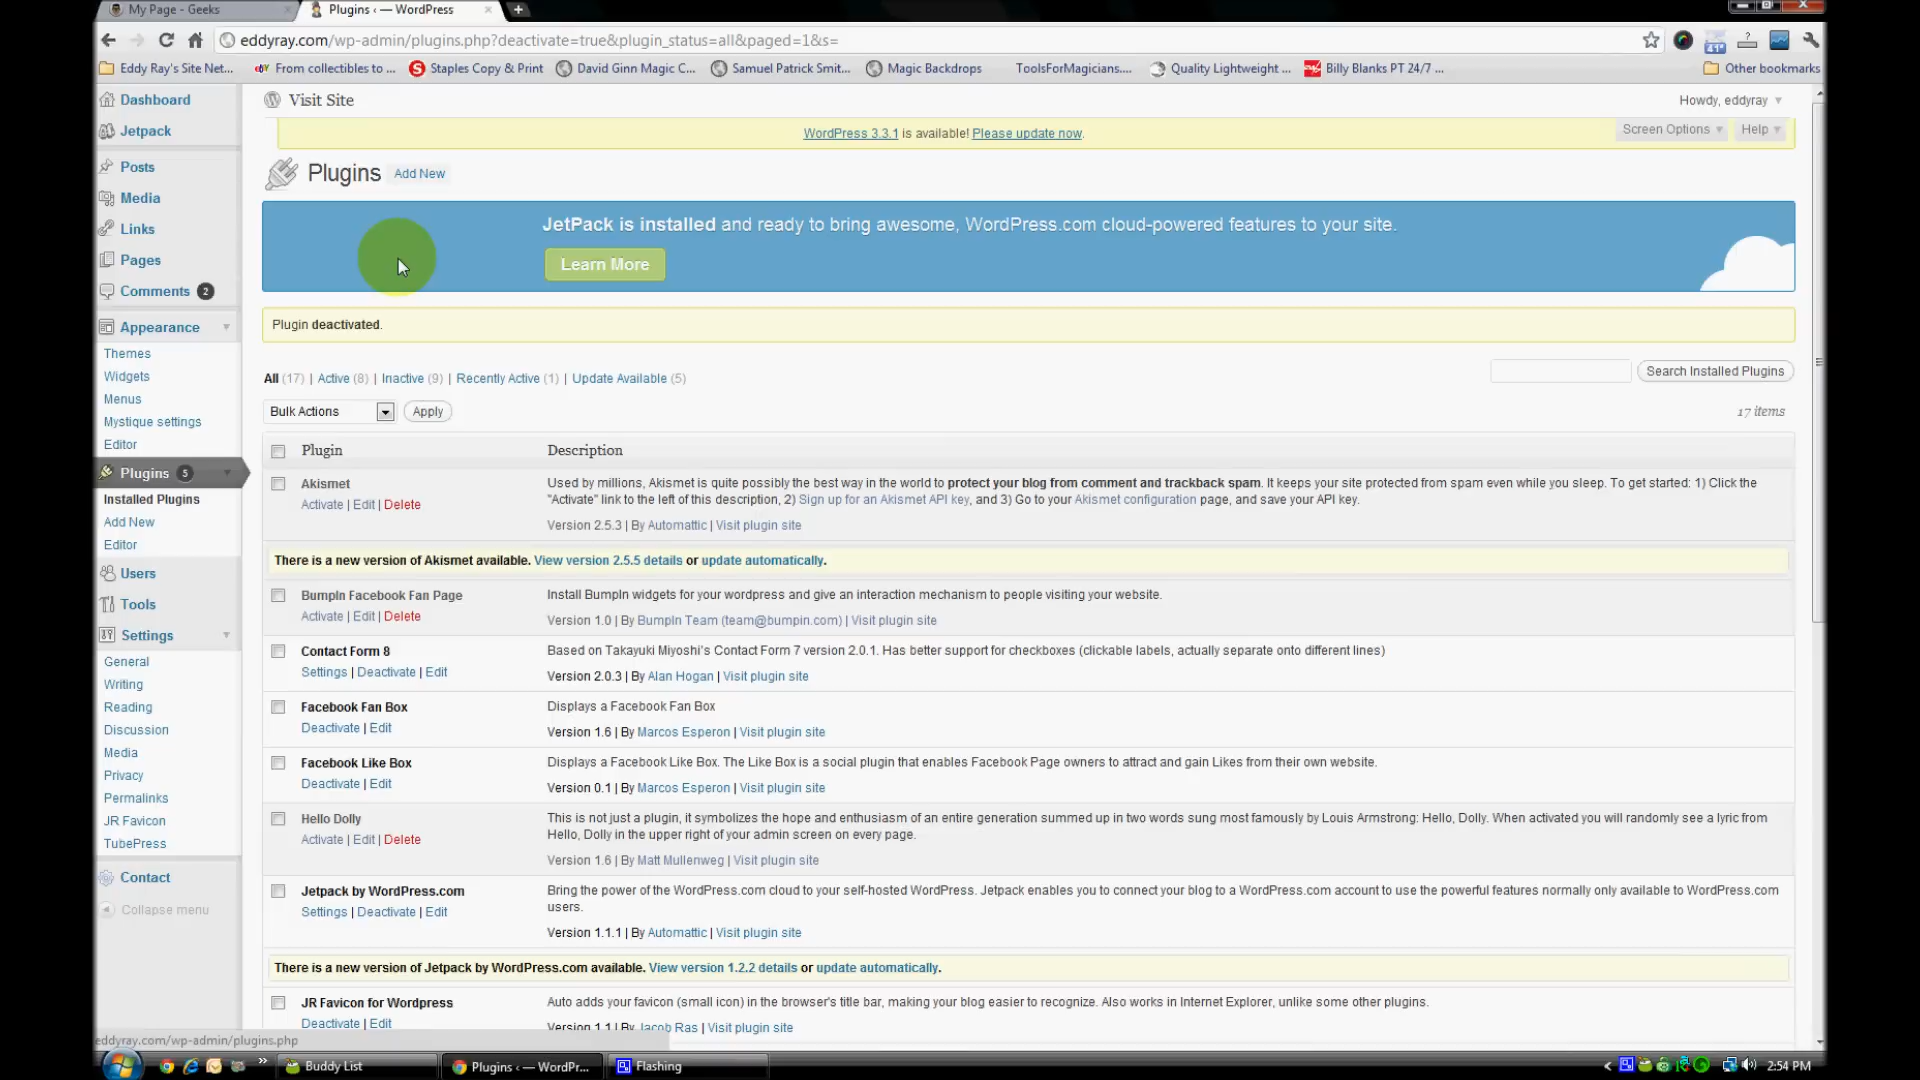 My Page - Geeks
Plugins ‹ — WordPress
eddyray.com/wp-admin/plugins.php?deactivate=true&plugin_status=all&paged=1&s=
Eddy Ray's Site Net...
From collectibles to ...
Staples Copy & Print
David Ginn Magic C...
Samuel Patrick Smit...
Magic Backdrops
ToolsForMagicians....
Quality Lightweight ...
Billy Blanks PT 24/7 ...
Other bookmarks
Dashboard
Jetpack
Posts
Media
Links
Pages
Comments 2
Appearance
Themes
Widgets
Menus
Mystique settings
Editor
Plugins 5
Installed Plugins
Add New
Editor
Users
Tools
Settings
General
Writing
Reading
Discussion
Media
Privacy
Permalinks
JR Favicon
TubePress
Contact
Collapse menu
Visit Site
Howdy, eddyray
WordPress 3.3.1 is available! Please update now.
Screen Options
Help
Plugins Add New
JetPack is installed and ready to bring awesome, WordPress.com cloud-powered features to your site.
Learn More
Plugin deactivated.
All (17) | Active (8) | Inactive (9) | Recently Active (1) | Update Available (5)
Search Installed Plugins
Bulk Actions
Apply
17 items
Plugin
Description
Akismet
Activate | Edit | Delete
Used by millions, Akismet is quite possibly the best way in the world to protect your blog from comment and trackback spam. It keeps your site protected from spam even while you sleep. To get started: 1) Click the
"Activate" link to the left of this description, 2) Sign up for an Akismet API key, and 3) Go to your Akismet configuration page, and save your API key.
Version 2.5.3 | By Automattic | Visit plugin site
There is a new version of Akismet available. View version 2.5.5 details or update automatically.
BumpIn Facebook Fan Page
Activate | Edit | Delete
Install BumpIn widgets for your wordpress and give an interaction mechanism to people visiting your website.
Version 1.0 | By BumpIn Team (team@bumpin.com) | Visit plugin site
Contact Form 8
Settings | Deactivate | Edit
Based on Takayuki Miyoshi's Contact Form 7 version 2.0.1. Has better support for checkboxes (clickable labels, actually separate onto different lines)
Version 2.0.3 | By Alan Hogan | Visit plugin site
Facebook Fan Box
Deactivate | Edit
Displays a Facebook Fan Box
Version 1.6 | By Marcos Esperon | Visit plugin site
Facebook Like Box
Deactivate | Edit
Displays a Facebook Like Box. The Like Box is a social plugin that enables Facebook Page owners to attract and gain Likes from their own website.
Version 0.1 | By Marcos Esperon | Visit plugin site
Hello Dolly
Activate | Edit | Delete
This is not just a plugin, it symbolizes the hope and enthusiasm of an entire generation summed up in two words sung most famously by Louis Armstrong: Hello, Dolly. When activated you will randomly see a lyric from
Hello, Dolly in the upper right of your admin screen on every page.
Version 1.6 | By Matt Mullenweg | Visit plugin site
Jetpack by WordPress.com
Settings | Deactivate | Edit
Bring the power of the WordPress.com cloud to your self-hosted WordPress. Jetpack enables you to connect your blog to a WordPress.com account to use the powerful features normally only available to WordPress.com
users.
Version 1.1.1 | By Automattic | Visit plugin site
There is a new version of Jetpack by WordPress.com available. View version 1.2.2 details or update automatically.
JR Favicon for Wordpress
Deactivate | Edit
Auto adds your favicon (small icon) in the browser's title bar, making your blog easier to recognize. Also works in Internet Explorer, unlike some other plugins.
Version 1.1 | By Jacob Ras | Visit plugin site
eddyray.com/wp-admin/plugins.php
Buddy List
Plugins ‹ — WordPr...
Flashing
2:54 PM